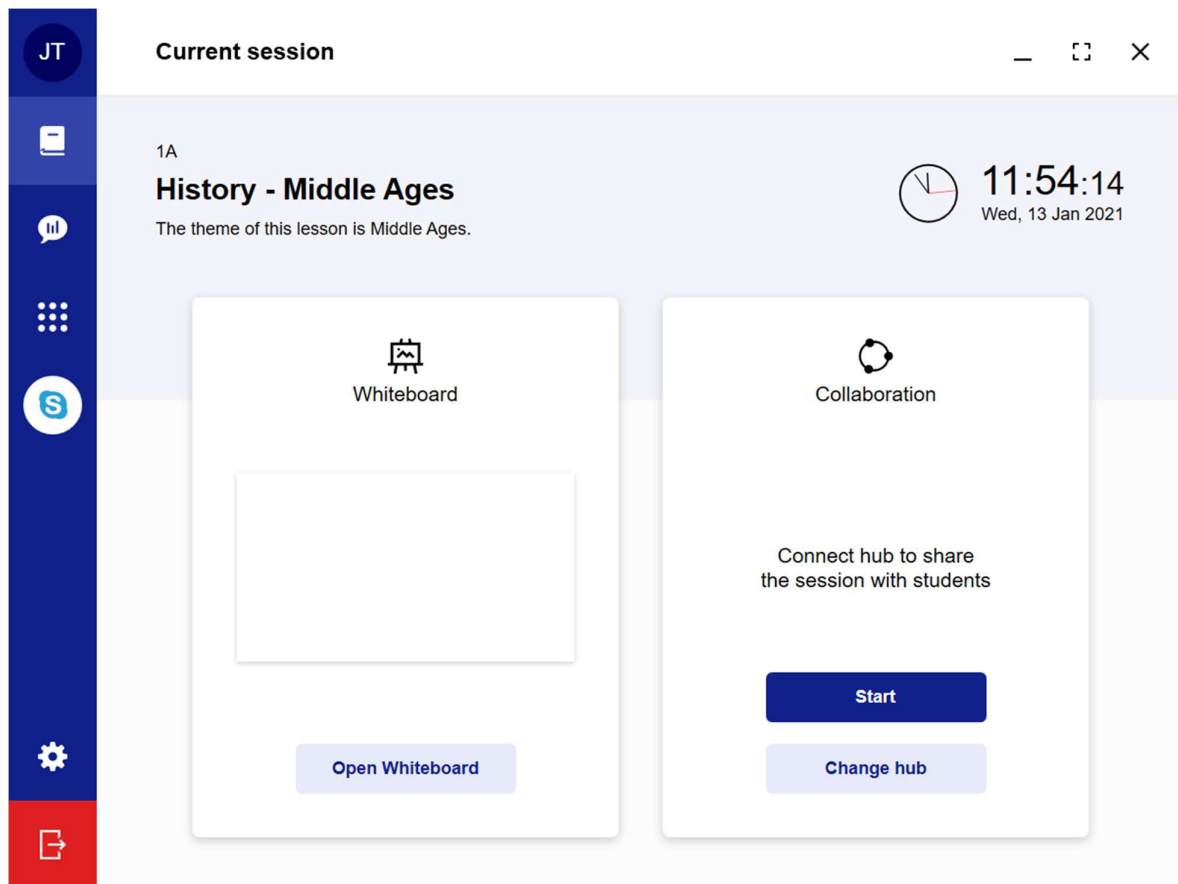 JT
Current session
1A
History - Middle Ages
The theme of this lesson is Middle Ages.
11:54:14
Wed, 13 Jan 2021
Whiteboard
Open Whiteboard
Collaboration
Connect hub to share
the session with students
Start
Change hub